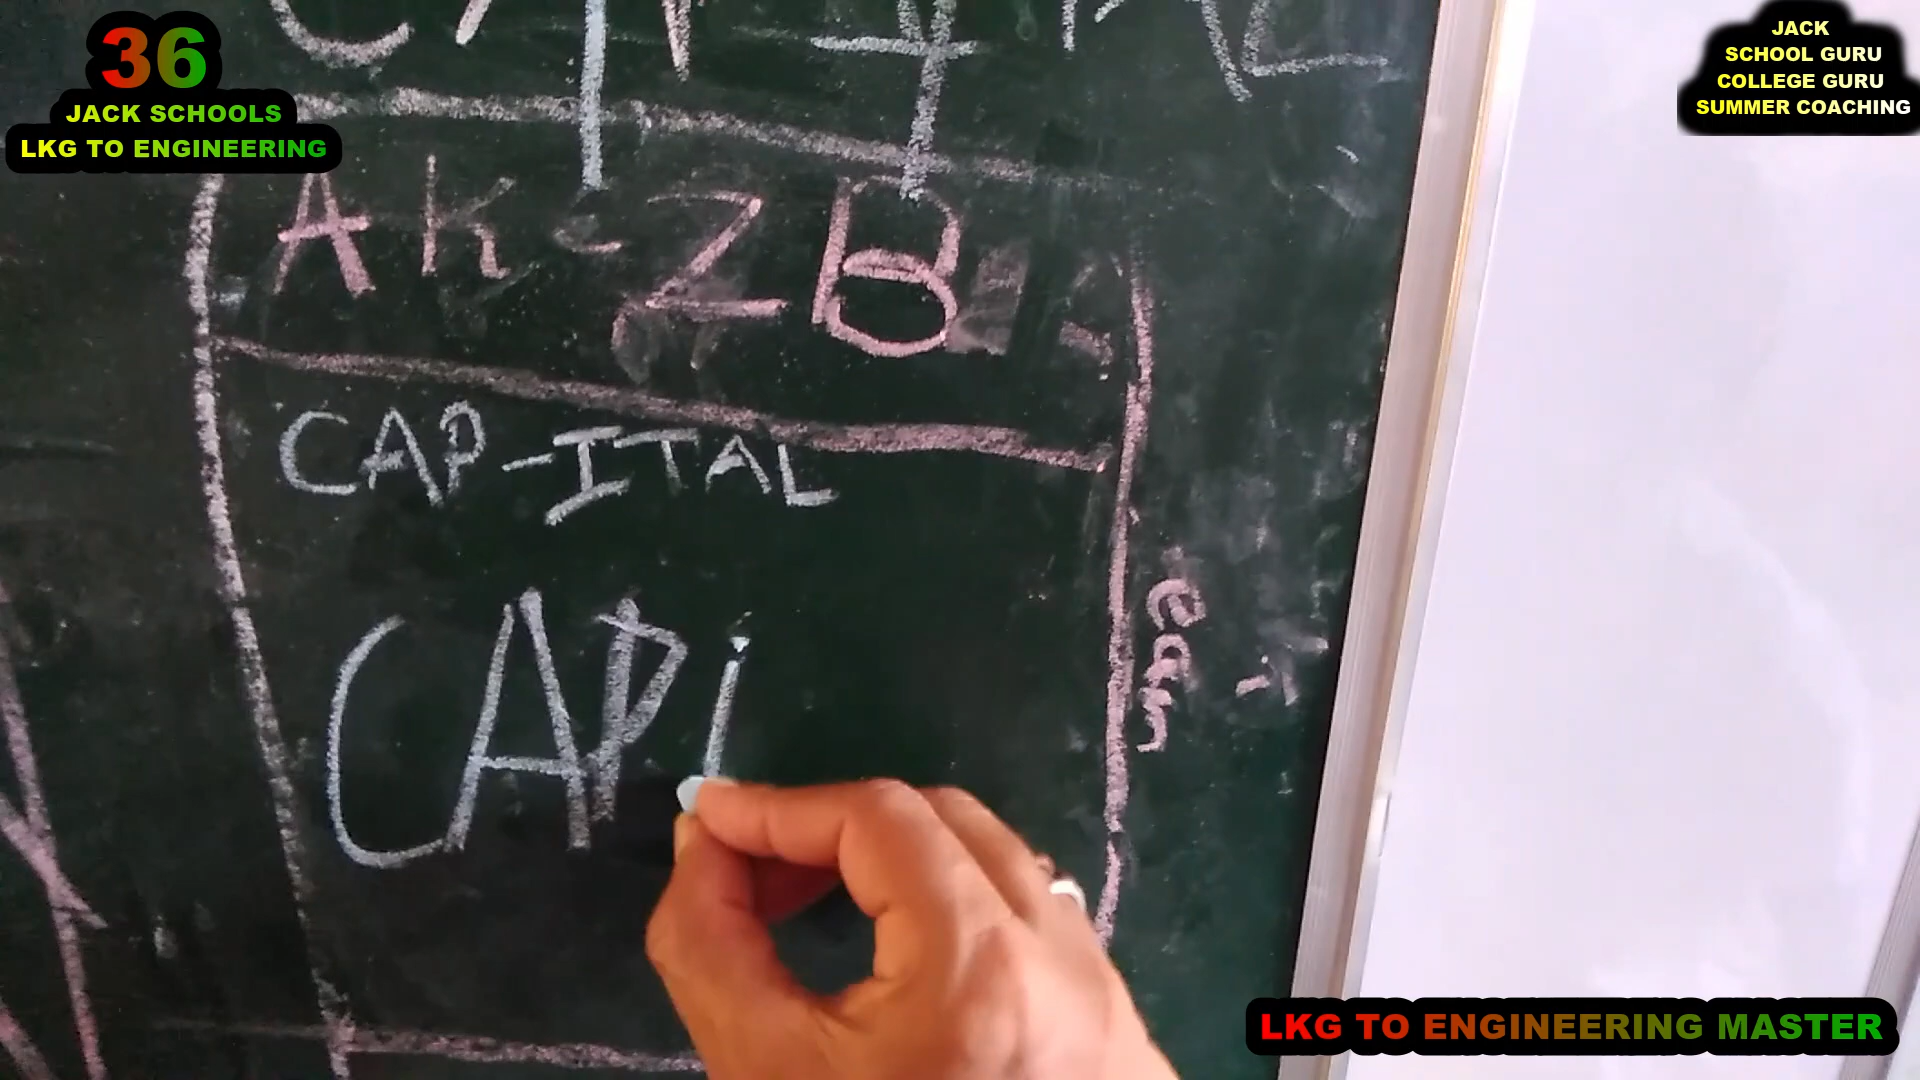 36
JACK SCHOOLS
LKG TO ENGINEERING
JACK
SCHOOL GURU
COLLEGE GURU
SUMMER COACHING
CAPITAL
AK-ZB
CAP-ITAL
CAPi
LKG TO ENGINEERING MASTER